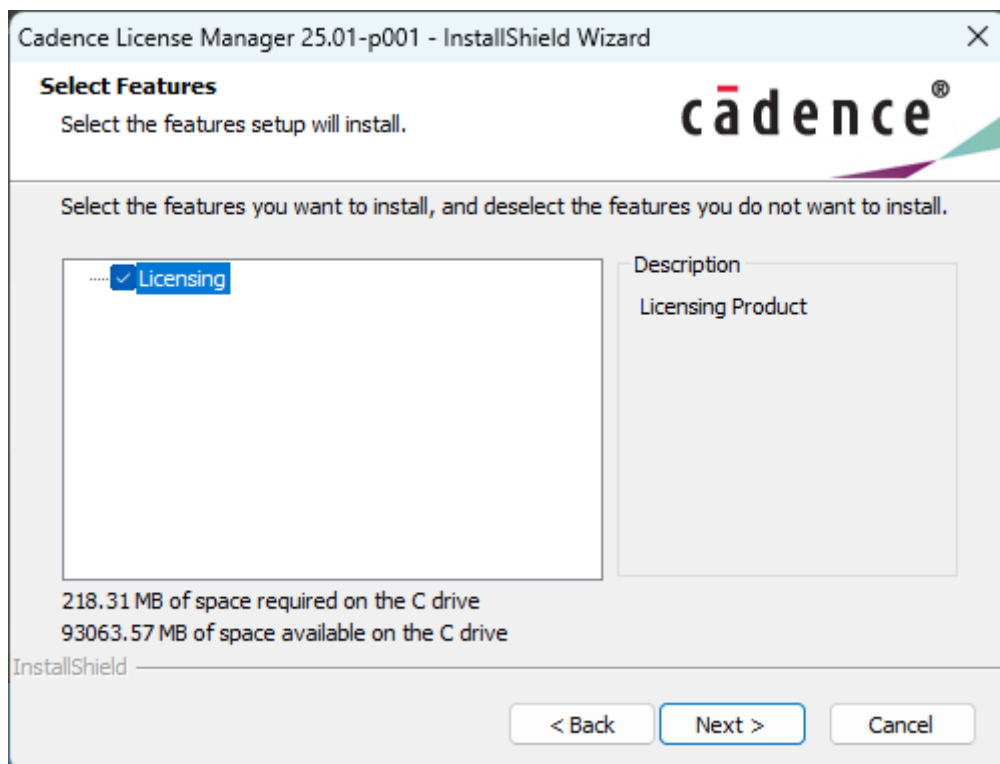 Cadence License Manager 25.01-p001 - InstallShield Wizard
Select Features
Select the features setup will install.
cādence®
Select the features you want to install, and deselect the features you do not want to install.
Licensing
Description
Licensing Product
218.31 MB of space required on the C drive
93063.57 MB of space available on the C drive
InstallShield
< Back
Next >
Cancel